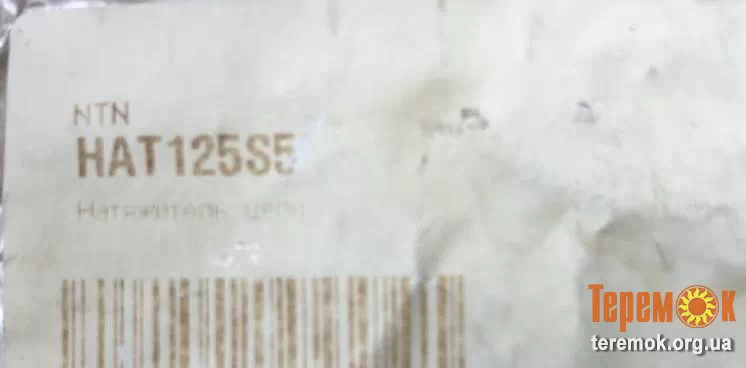 NTN
HAT125S5
Натяжитель цепи
ТеремОк
teremok.org.ua